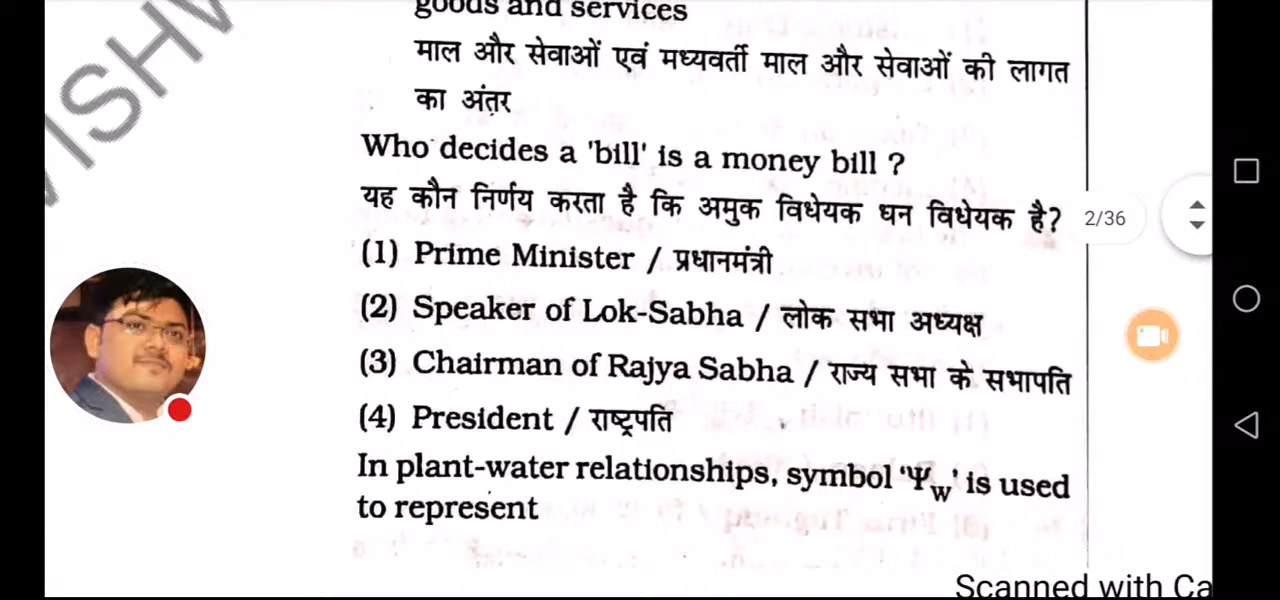 goods and services
माल और सेवाओं एवं मध्यवर्ती माल और सेवाओं की लागत
का अंतर
Who decides a 'bill' is a money bill ?
यह कौन निर्णय करता है कि अमुक विधेयक धन विधेयक है?
2/36
(1) Prime Minister / प्रधानमंत्री
(2) Speaker of Lok-Sabha / लोक सभा अध्यक्ष
(3) Chairman of Rajya Sabha / राज्य सभा के सभापति
(4) President / राष्ट्रपति
In plant-water relationships, symbol 'Ψw' is used
to represent
Scanned with Ca